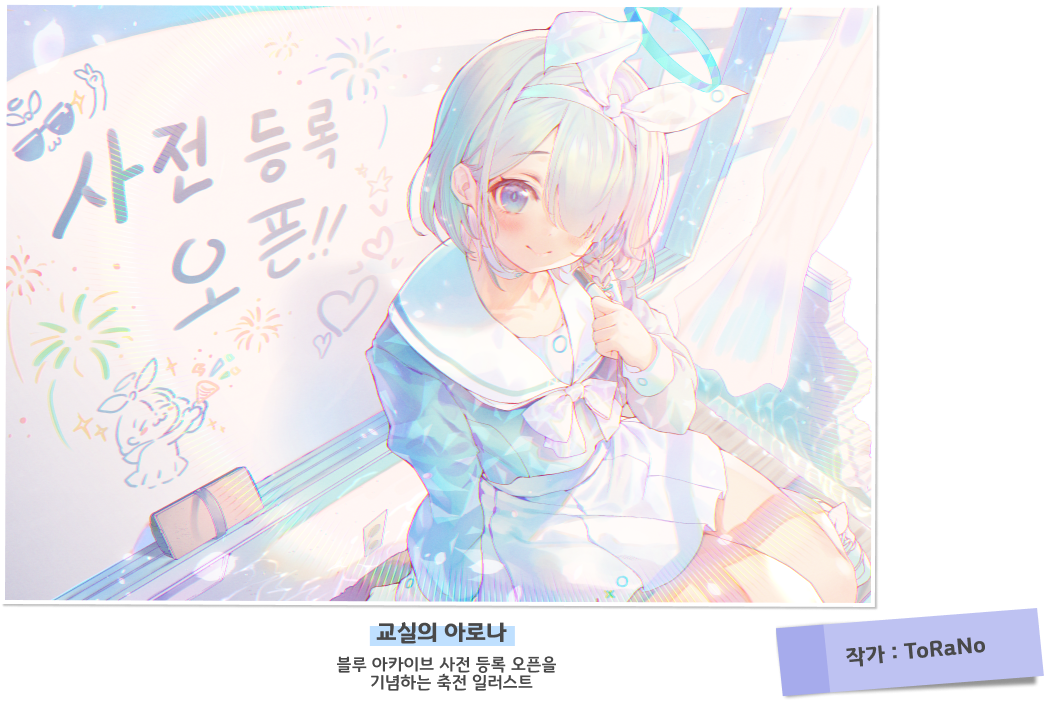 사전 등록
오픈!!
교실의 아로나
블루 아카이브 사전 등록 오픈을
기념하는 축전 일러스트
작가 : ToRaNo